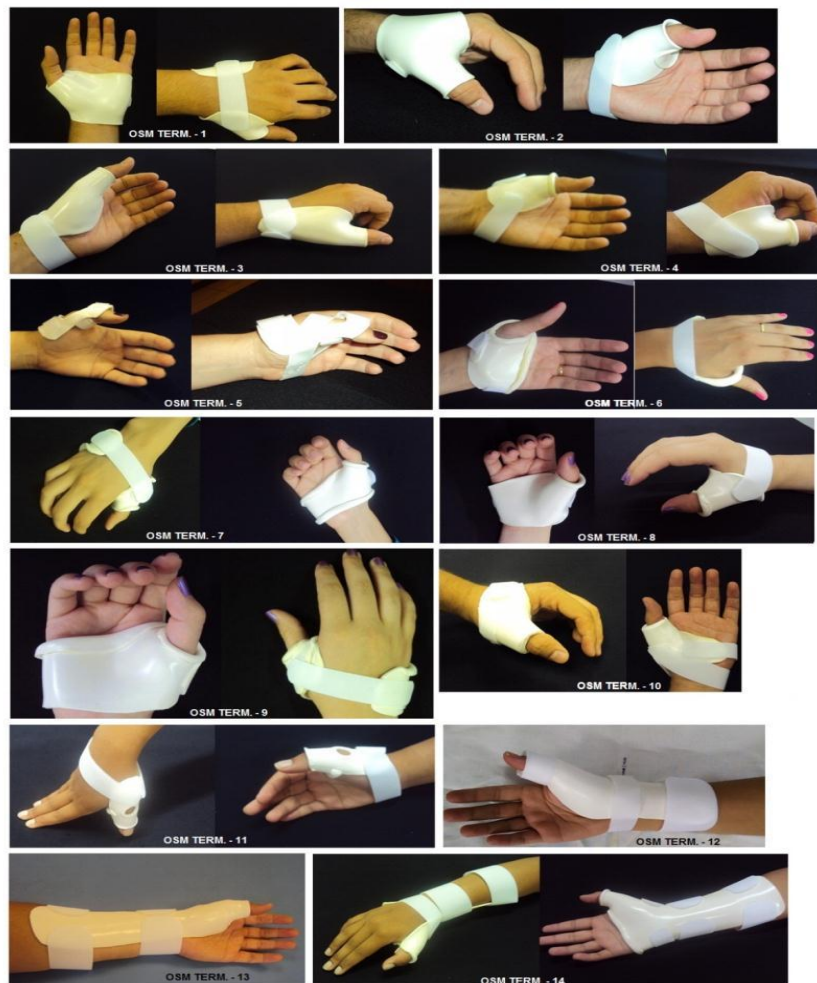 OSM TERM. - 1
OSM TERM. - 2
OSM TERM. - 3
OSM TERM. - 4
OSM TERM. - 5
OSM TERM. - 6
OSM TERM. - 7
OSM TERM. - 8
OSM TERM. - 9
OSM TERM. - 10
OSM TERM. - 11
OSM TERM. - 12
OSM TERM. - 13
OSM TERM. - 14